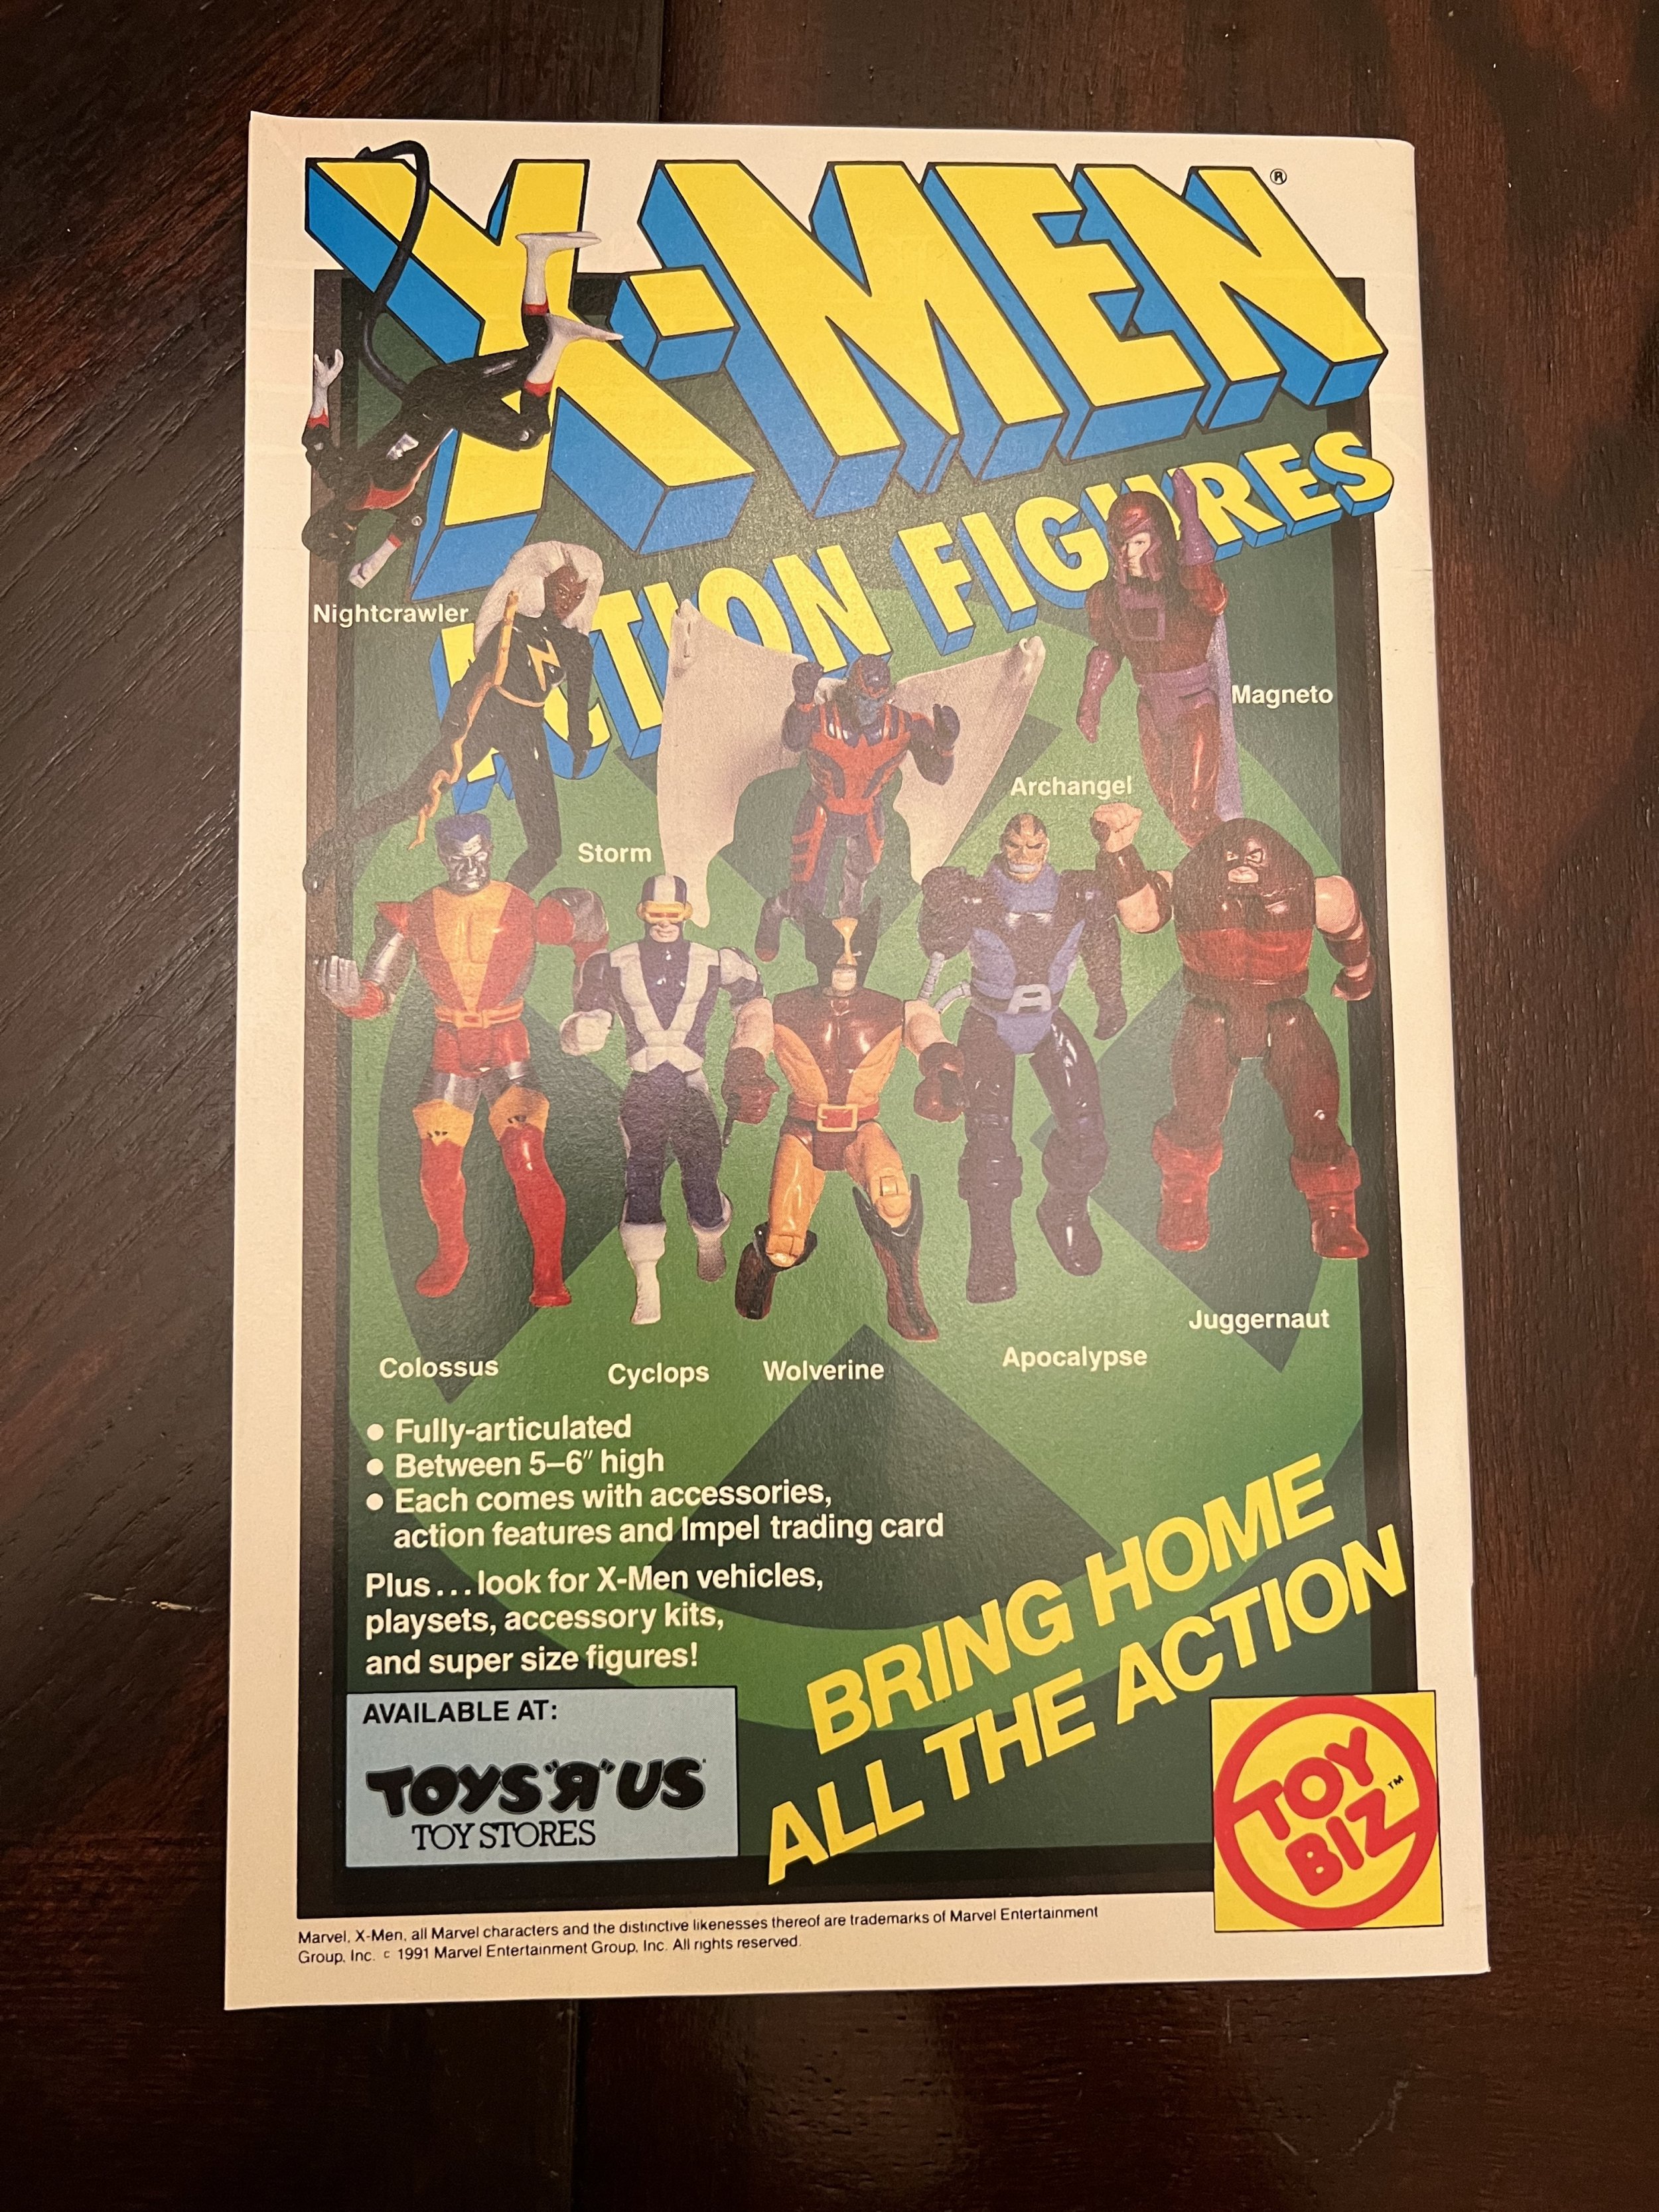 X-MEN®
ACTION FIGURES
Nightcrawler
Magneto
Archangel
Storm
A
Juggernaut
Apocalypse
Colossus
Cyclops
Wolverine
● Fully-articulated
● Between 5–6″ high
● Each comes with accessories,
action features and Impel trading card
Plus...look for X-Men vehicles,
playsets, accessory kits,
and super size figures!
BRING HOME
ALL THE ACTION
AVAILABLE AT:
TOYS"Я"US
TOY STORES
TOY
BIZ™
Marvel, X-Men, all Marvel characters and the distinctive likenesses thereof are trademarks of Marvel Entertainment
Group, Inc. c 1991 Marvel Entertainment Group, Inc. All rights reserved.